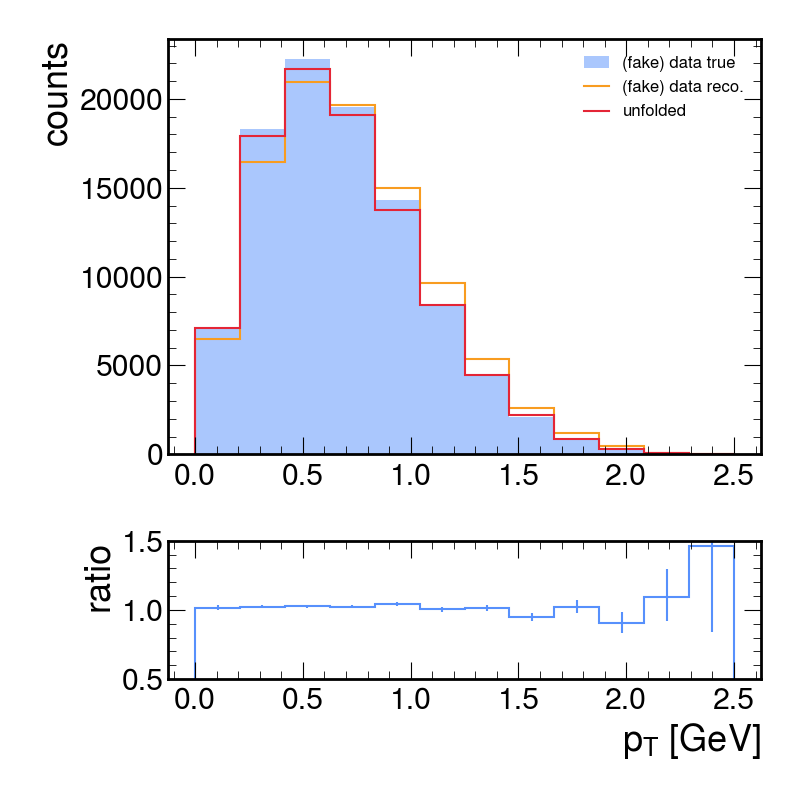 counts
20000
15000
10000
5000
0
(fake) data true
(fake) data reco.
unfolded
0.0 0.5 1.0 1.5 2.0 2.5
ratio
1.5
1.0
0.5
0.0 0.5 1.0 1.5 2.0 2.5
pT [GeV]